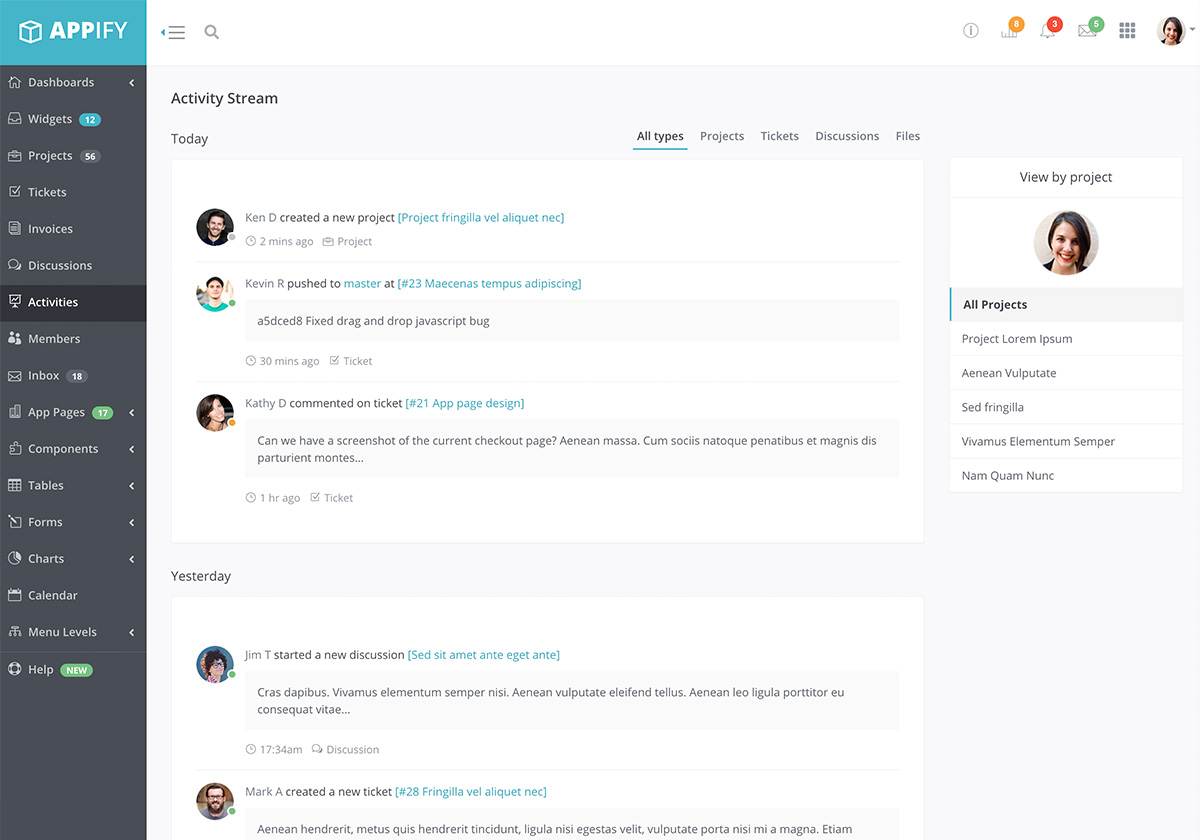 APPIFY
8
3
5
Dashboards
Widgets 12
Projects 56
Tickets
Invoices
Discussions
Activities
Members
Inbox 18
App Pages 17
Components
Tables
Forms
Charts
Calendar
Menu Levels
Help NEW
Activity Stream
Today
All types Projects Tickets Discussions Files
Ken D created a new project [Project fringilla vel aliquet nec]
2 mins ago Project
Kevin R pushed to master at [#23 Maecenas tempus adipiscing]
a5dced8 Fixed drag and drop javascript bug
30 mins ago Ticket
Kathy D commented on ticket [#21 App page design]
Can we have a screenshot of the current checkout page? Aenean massa. Cum sociis natoque penatibus et magnis dis
parturient montes...
1 hr ago Ticket
Yesterday
Jim T started a new discussion [Sed sit amet ante eget ante]
Cras dapibus. Vivamus elementum semper nisi. Aenean vulputate eleifend tellus. Aenean leo ligula porttitor eu
consequat vitae...
17:34am Discussion
Mark A created a new ticket [#28 Fringilla vel aliquet nec]
Aenean hendrerit, metus quis hendrerit tincidunt, ligula nisi egestas velit, vulputate porta nisi mi a magna. Etiam
View by project
All Projects
Project Lorem Ipsum
Aenean Vulputate
Sed fringilla
Vivamus Elementum Semper
Nam Quam Nunc